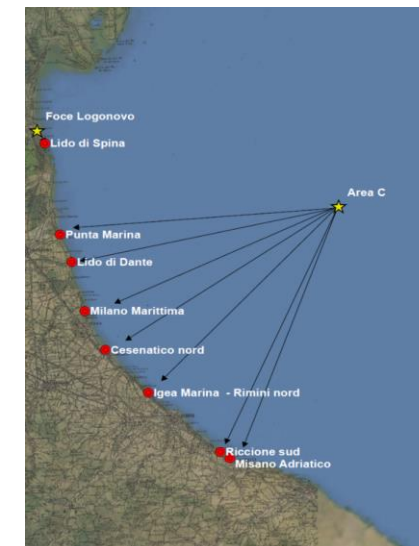 Foce Logonovo
Lido di Spina
Area C
Punta Marina
Lido di Dante
Milano Marittima
Cesenatico nord
Igea Marina - Rimini nord
Riccione sud
Misano Adriatico